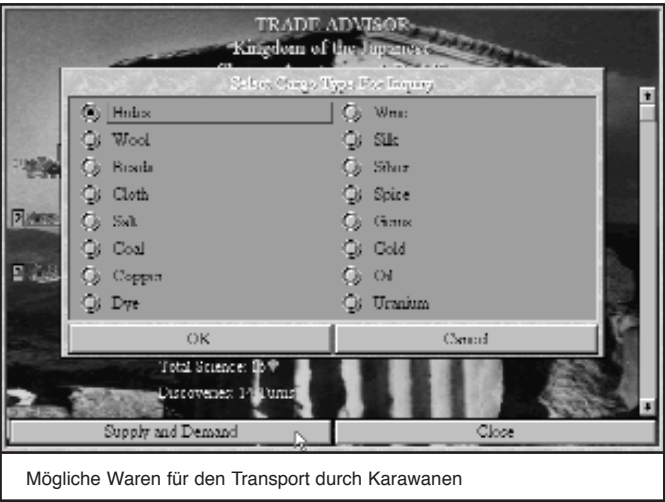 TRADE ADVISOR
Kingdom of the Japanese
Select Cargo Type For Inquiry
Hides
Wool
Beads
Cloth
Salt
Coal
Copper
Dye
Wine
Silk
Silver
Spice
Gems
Gold
Oil
Uranium
OK
Cancel
Total Science:
Discoveries: 14 Turns
Supply and Demand
Close
Mögliche Waren für den Transport durch Karawanen